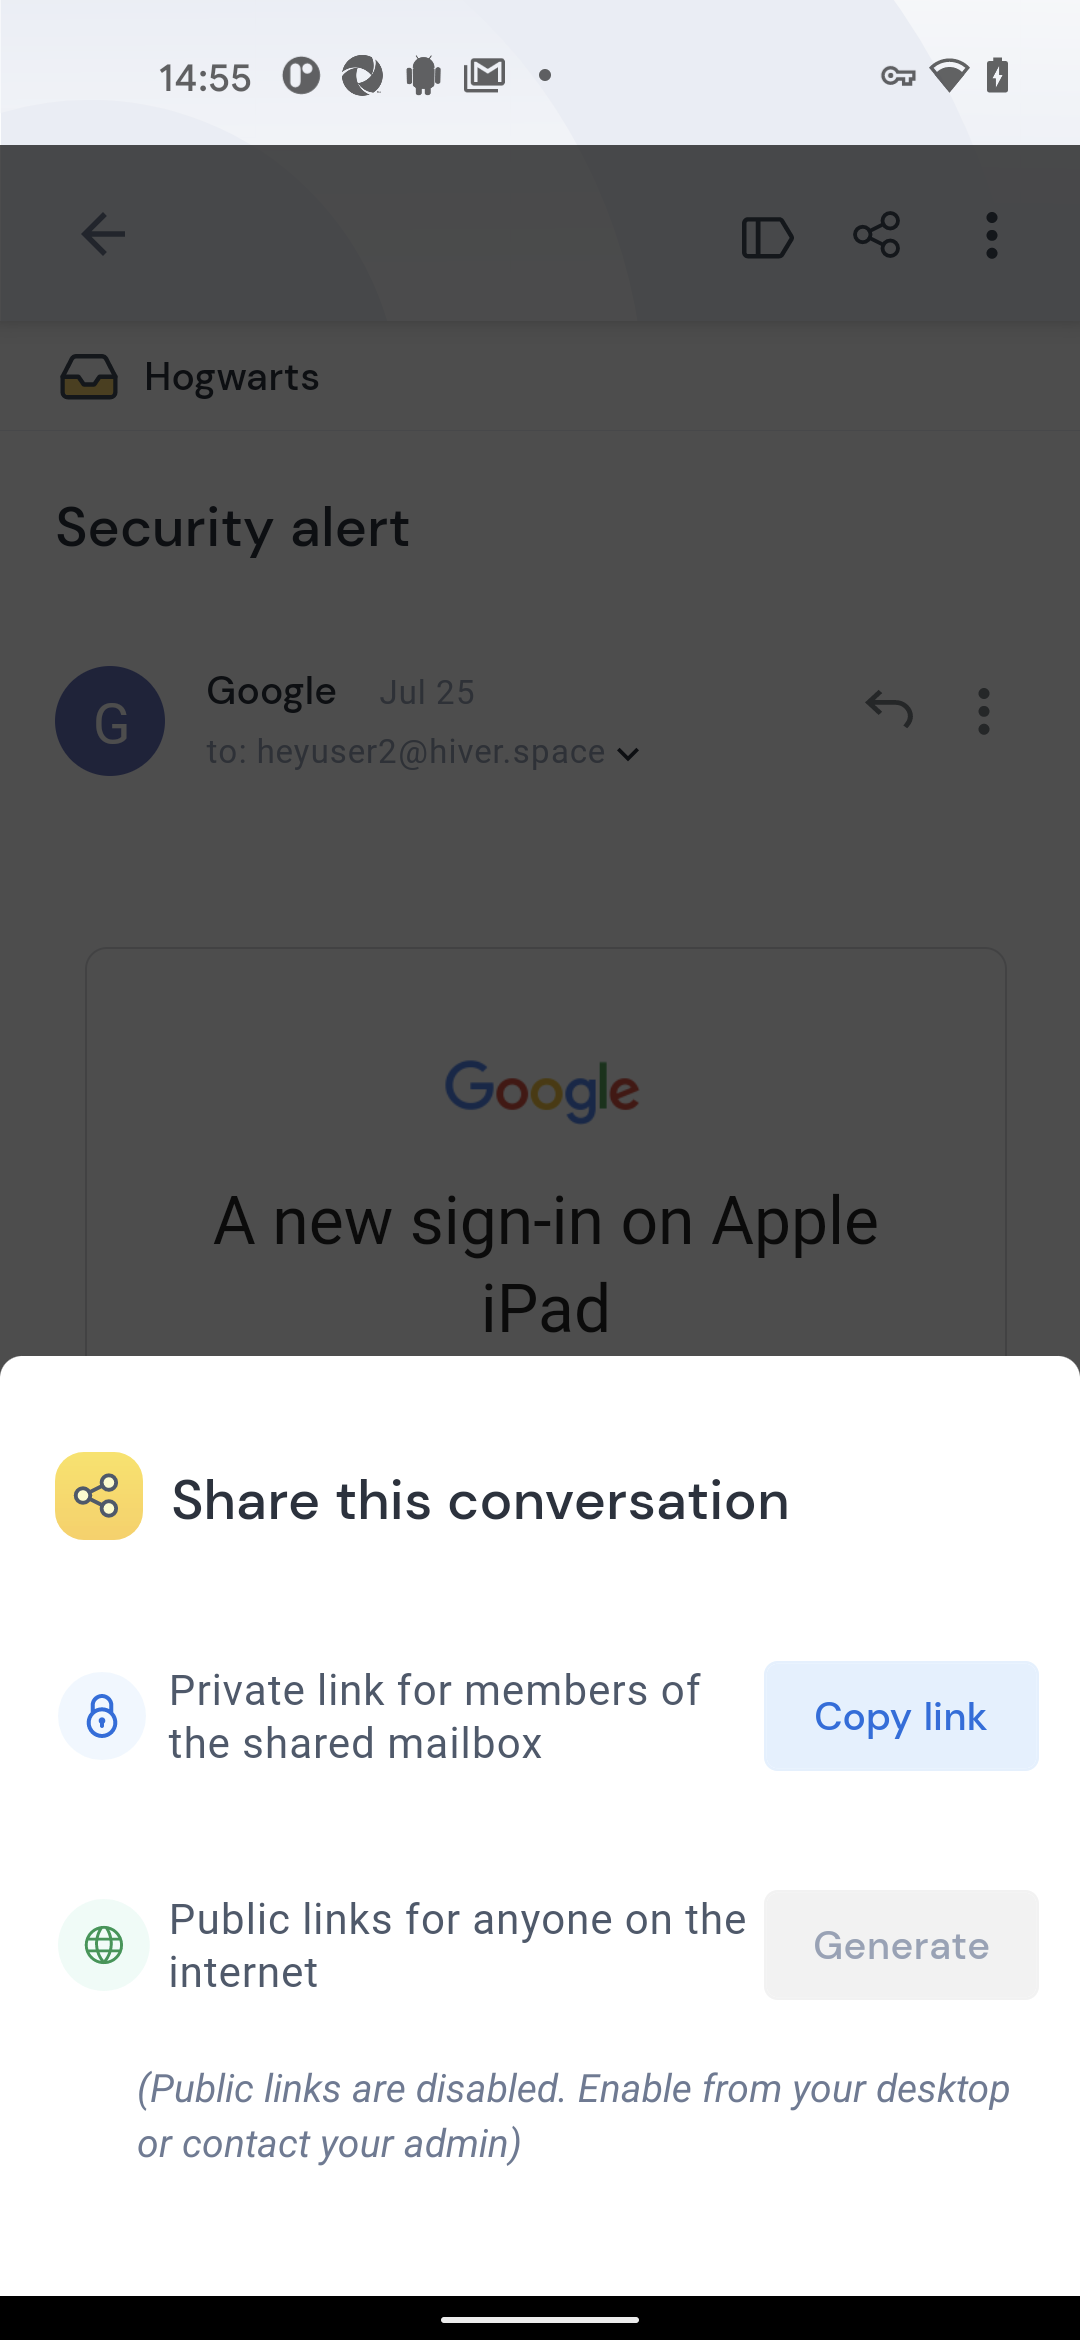 14:55
Hogwarts
Security alert
G
Google Jul 25
to: heyuser2@hiver.space
Google
A new sign-in on Apple
iPad
Share this conversation
Private link for members of
the shared mailbox
Copy link
Public links for anyone on the
internet
Generate
(Public links are disabled. Enable from your desktop
or contact your admin)